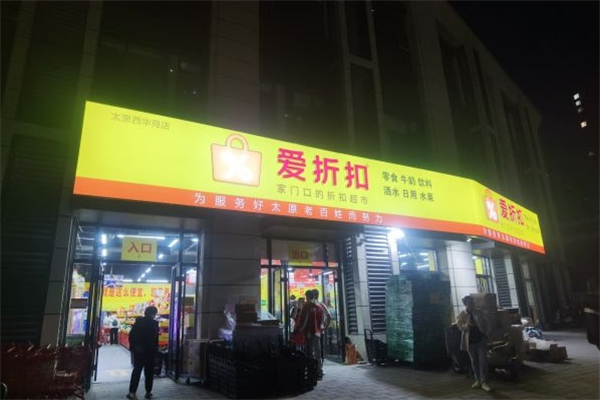 太原西华苑店
爱折扣
家门口的折扣超市
零食 牛奶 饮料
酒水 日用 水果
为服务好太原老百姓而努力
入口
出口
爱折扣